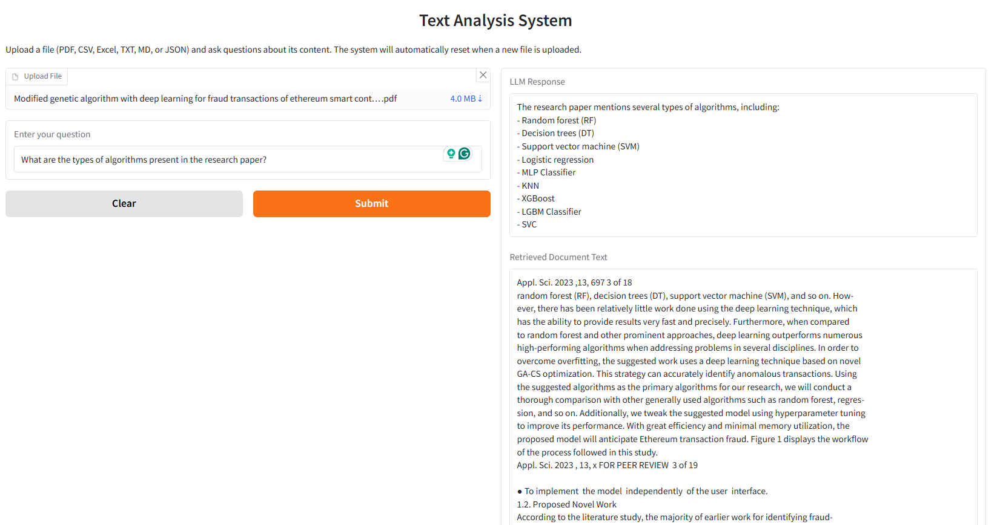 Text Analysis System
Upload a file (PDF, CSV, Excel, TXT, MD, or JSON) and ask questions about its content. The system will automatically reset when a new file is uploaded.
Upload File
Modified genetic algorithm with deep learning for fraud transactions of ethereum smart cont....pdf
4.0 MB ⇣
Enter your question
What are the types of algorithms present in the research paper?
Clear
Submit
LLM Response
The research paper mentions several types of algorithms, including:
- Random forest (RF)
- Decision trees (DT)
- Support vector machine (SVM)
- Logistic regression
- MLP Classifier
- KNN
- XGBoost
- LGBM Classifier
- SVC
Retrieved Document Text
Appl. Sci. 2023 ,13, 697 3 of 18
random forest (RF), decision trees (DT), support vector machine (SVM), and so on. How-
ever, there has been relatively little work done using the deep learning technique, which
has the ability to provide results very fast and precisely. Furthermore, when compared
to random forest and other prominent approaches, deep learning outperforms numerous
high-performing algorithms when addressing problems in several disciplines. In order to
overcome overfitting, the suggested work uses a deep learning technique based on novel
GA-CS optimization. This strategy can accurately identify anomalous transactions. Using
the suggested algorithms as the primary algorithms for our research, we will conduct a
thorough comparison with other generally used algorithms such as random forest, regres-
sion, and so on. Additionally, we tweak the suggested model using hyperparameter tuning
to improve its performance. With great efficiency and minimal memory utilization, the
proposed model will anticipate Ethereum transaction fraud. Figure 1 displays the workflow
of the process followed in this study.
Appl. Sci. 2023 , 13, x FOR PEER REVIEW 3 of 19
● To implement the model independently of the user interface.
1.2. Proposed Novel Work
According to the literature study, the majority of earlier work for identifying fraud-